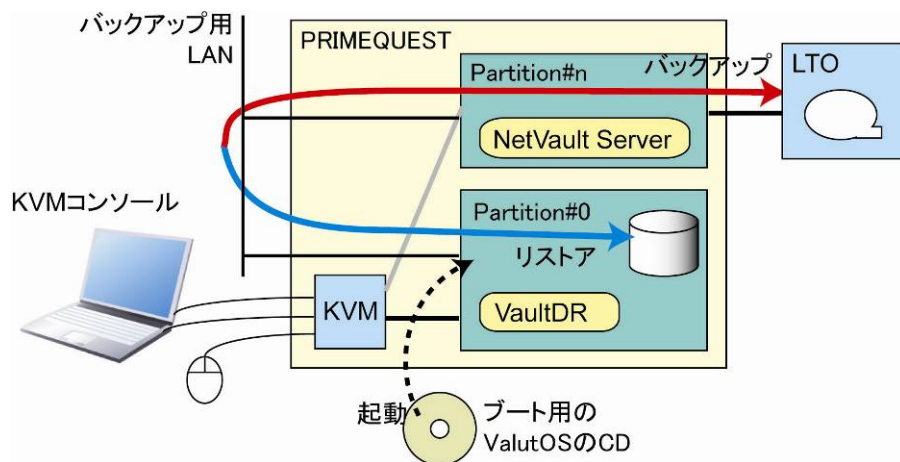 バックアップ用
LAN
PRIMEQUEST
Partition#n
バックアップ
LTO
NetVault Server
KVMコンソール
Partition#0
リストア
KVM
VaultDR
起動
ブート用の
ValutOSのCD